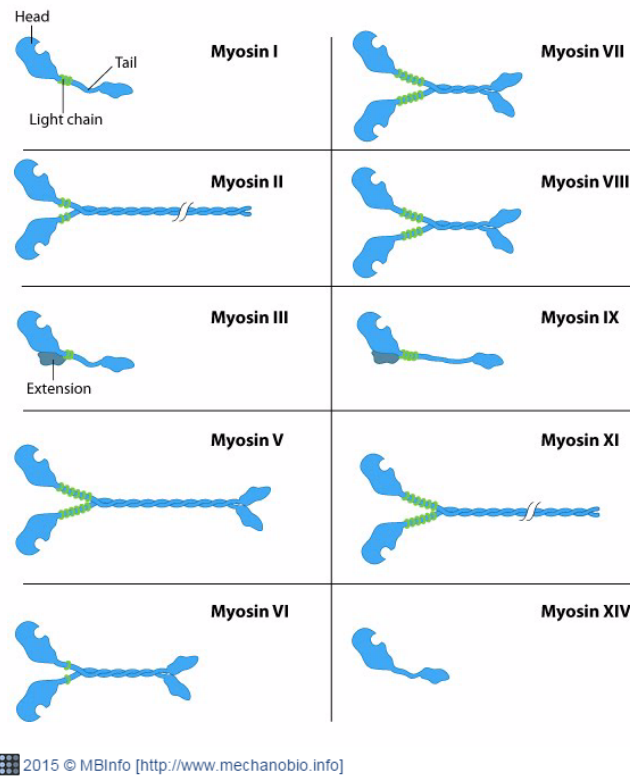 Head
Myosin I
Tail
Light chain
Myosin VII
Myosin II
Myosin VIII
Myosin III
Extension
Myosin IX
Myosin V
Myosin XI
Myosin VI
Myosin XIV
2015 © MBInfo [http://www.mechanobio.info]